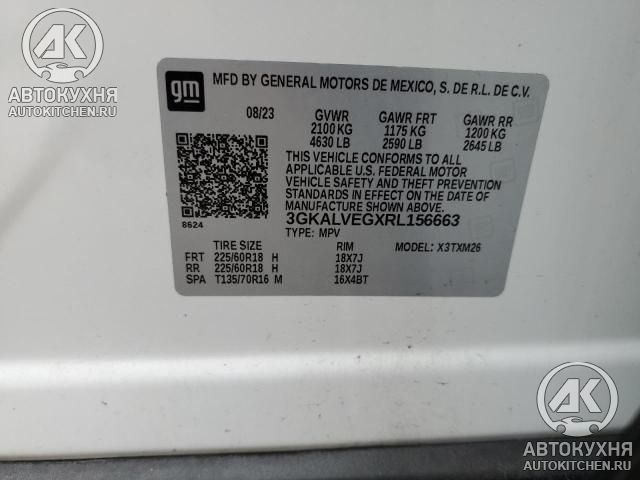 АВТОКУХНЯ
AUTOKITCHEN.RU
gm
MFD BY GENERAL MOTORS DE MEXICO, S. DE R.L. DE C.V.
08/23 GVWR GAWR FRT GAWR RR
2100 KG 1175 KG 1200 KG
4630 LB 2590 LB 2645 LB
THIS VEHICLE CONFORMS TO ALL
APPLICABLE U.S. FEDERAL MOTOR
VEHICLE SAFETY AND THEFT PREVENTION
STANDARDS IN EFFECT ON THE DATE OF
MANUFACTURE SHOWN ABOVE.
3GKALVEGXRL156663
8624
TYPE: MPV MODEL: X3TXM26
TIRE SIZE RIM
FRT 225/60R18 H 18X7J
RR 225/60R18 H 18X7J
SPA T135/70R16 M 16X4BT
АВТОКУХНЯ
AUTOKITCHEN.RU